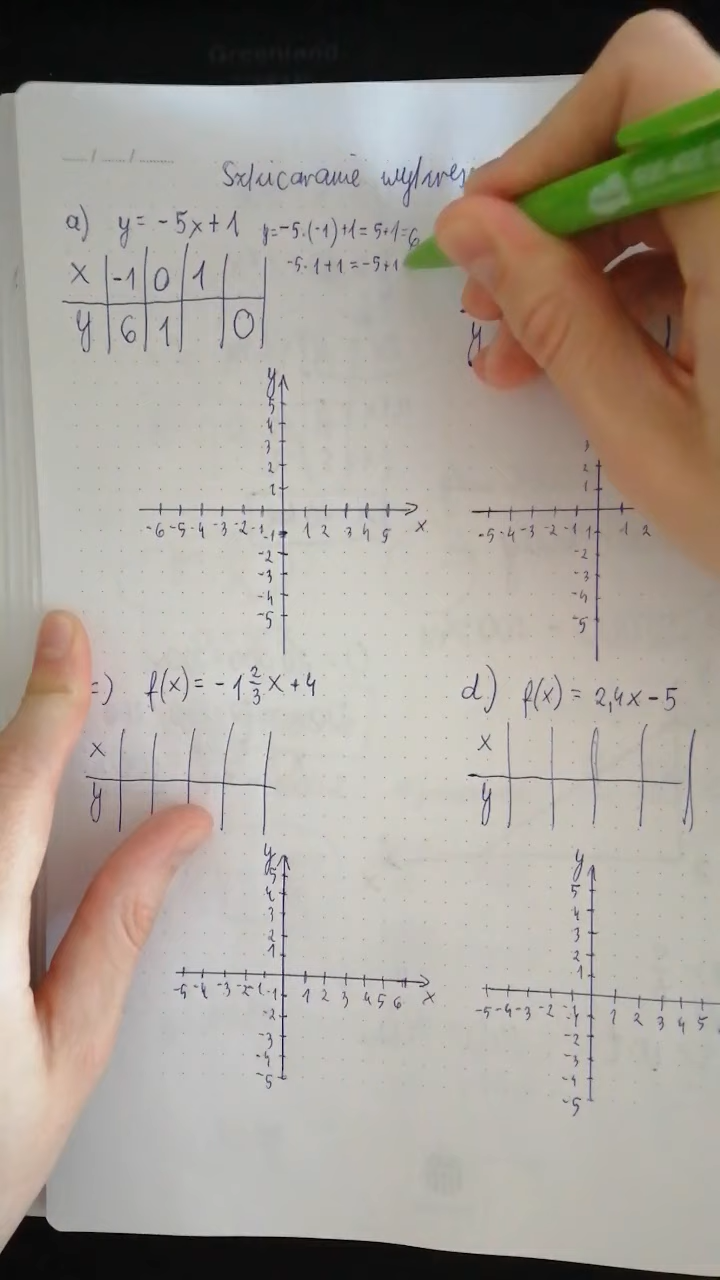 Szkicowanie
a) y = -5x+1 y=-5·(-1)+1=5+1=6
-5·1+1=-5+1
x -1 0 1
y 6 1 0
y
y
5
4
3
2
1
-6 -5 -4 -3 -2 -1 1 2 3 4 5 x
-1
-2
-3
-4
-5
3
2
1
-5 -4 -3 -2 -1 1 2
-1
-2
-3
-4
-5
c) f(x) = -1 2/3 x + 4
x
y
y
5
4
3
2
1
-5 -4 -3 -2 -1 1 2 3 4 5 6 x
-1
-2
-3
-4
-5
d) f(x) = 2,4x - 5
x
y
y
5
4
3
2
1
-5 -4 -3 -2 -1 1 2 3 4 5
-1
-2
-3
-4
-5